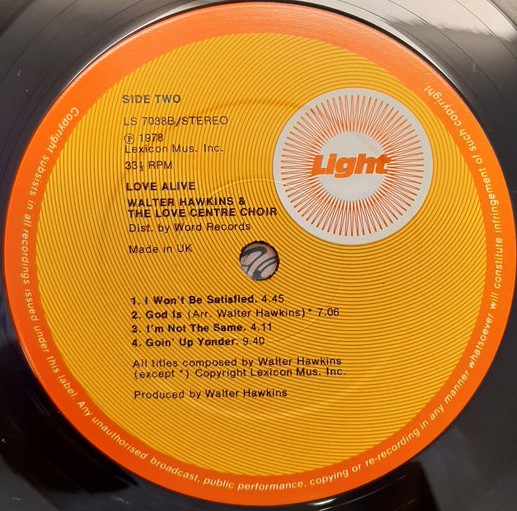 SIDE TWO
LS 7038B/STEREO
Ⓟ 1978
Lexicon Mus. Inc.
33⅓ RPM
Light
LOVE ALIVE
WALTER HAWKINS &
THE LOVE CENTRE CHOIR
Dist. by Word Records
Made in UK
1. I Won't Be Satisfied. 4.45
2. God Is (Arr. Walter Hawkins)* 7.06
3. I'm Not The Same. 4.11
4. Goin' Up Yonder. 9.40
All titles composed by Walter Hawkins
(except *) Copyright Lexicon Mus. Inc.
Produced by Walter Hawkins
Copyright subsists in all recordings issued under this label. Any unauthorised broadcast, public performance, copying or re-recording in any manner whatsoever will constitute infringement of such copyright.